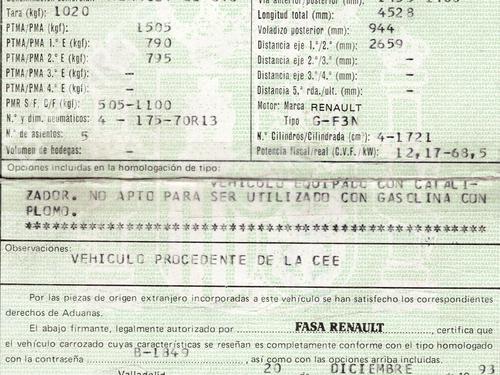 Tara (kg): 1020
PTMA/PMA (kg): 1505
PTMA/PMA 1.º E (kg): 790
PTMA/PMA 2.º E (kg): 795
PTMA/PMA 3.º E (kg): —
PTMA/PMA 4.º E (kg): —
PMR S/F. C/F (kg): 505-1100
N.º y dim. neumáticos: 4 - 175-70R13
N.º de asientos: 5
Volumen de bodegas: —
Longitud total (mm): 4528
Voladizo posterior (mm): 944
Distancia eje 1.º/2.º (mm): 2659
Distancia eje 2.º/3.º (mm): —
Distancia eje 3.º/4.º (mm): —
Distancia 5.º rda./ult. (mm): —
Motor: Marca RENAULT
Tipo G-F3N
N.º Cilindros/Cilindrada (cm³) 4-1721
Potencia fiscal/real (C.V.F./kW): 12,17-68,5
Opciones incluidas en la homologación de tipo:
VEHICULO EQUIPADO CON CATALI-
ZADOR. NO APTO PARA SER UTILIZADO CON GASOLINA CON
PLOMO.
Observaciones:
VEHICULO PROCEDENTE DE LA CEE
Por las piezas de origen extranjero incorporadas a este vehículo se han satisfecho los correspondientes
derechos de Aduanas.
El abajo firmante, legalmente autorizado por FASA RENAULT, certifica que
el vehículo carrozado cuyas características se reseñan es completamente conforme con el tipo homologado
con la contraseña B-1849, así como con las opciones arriba incluidas.
Valladolid 20 DICIEMBRE 93